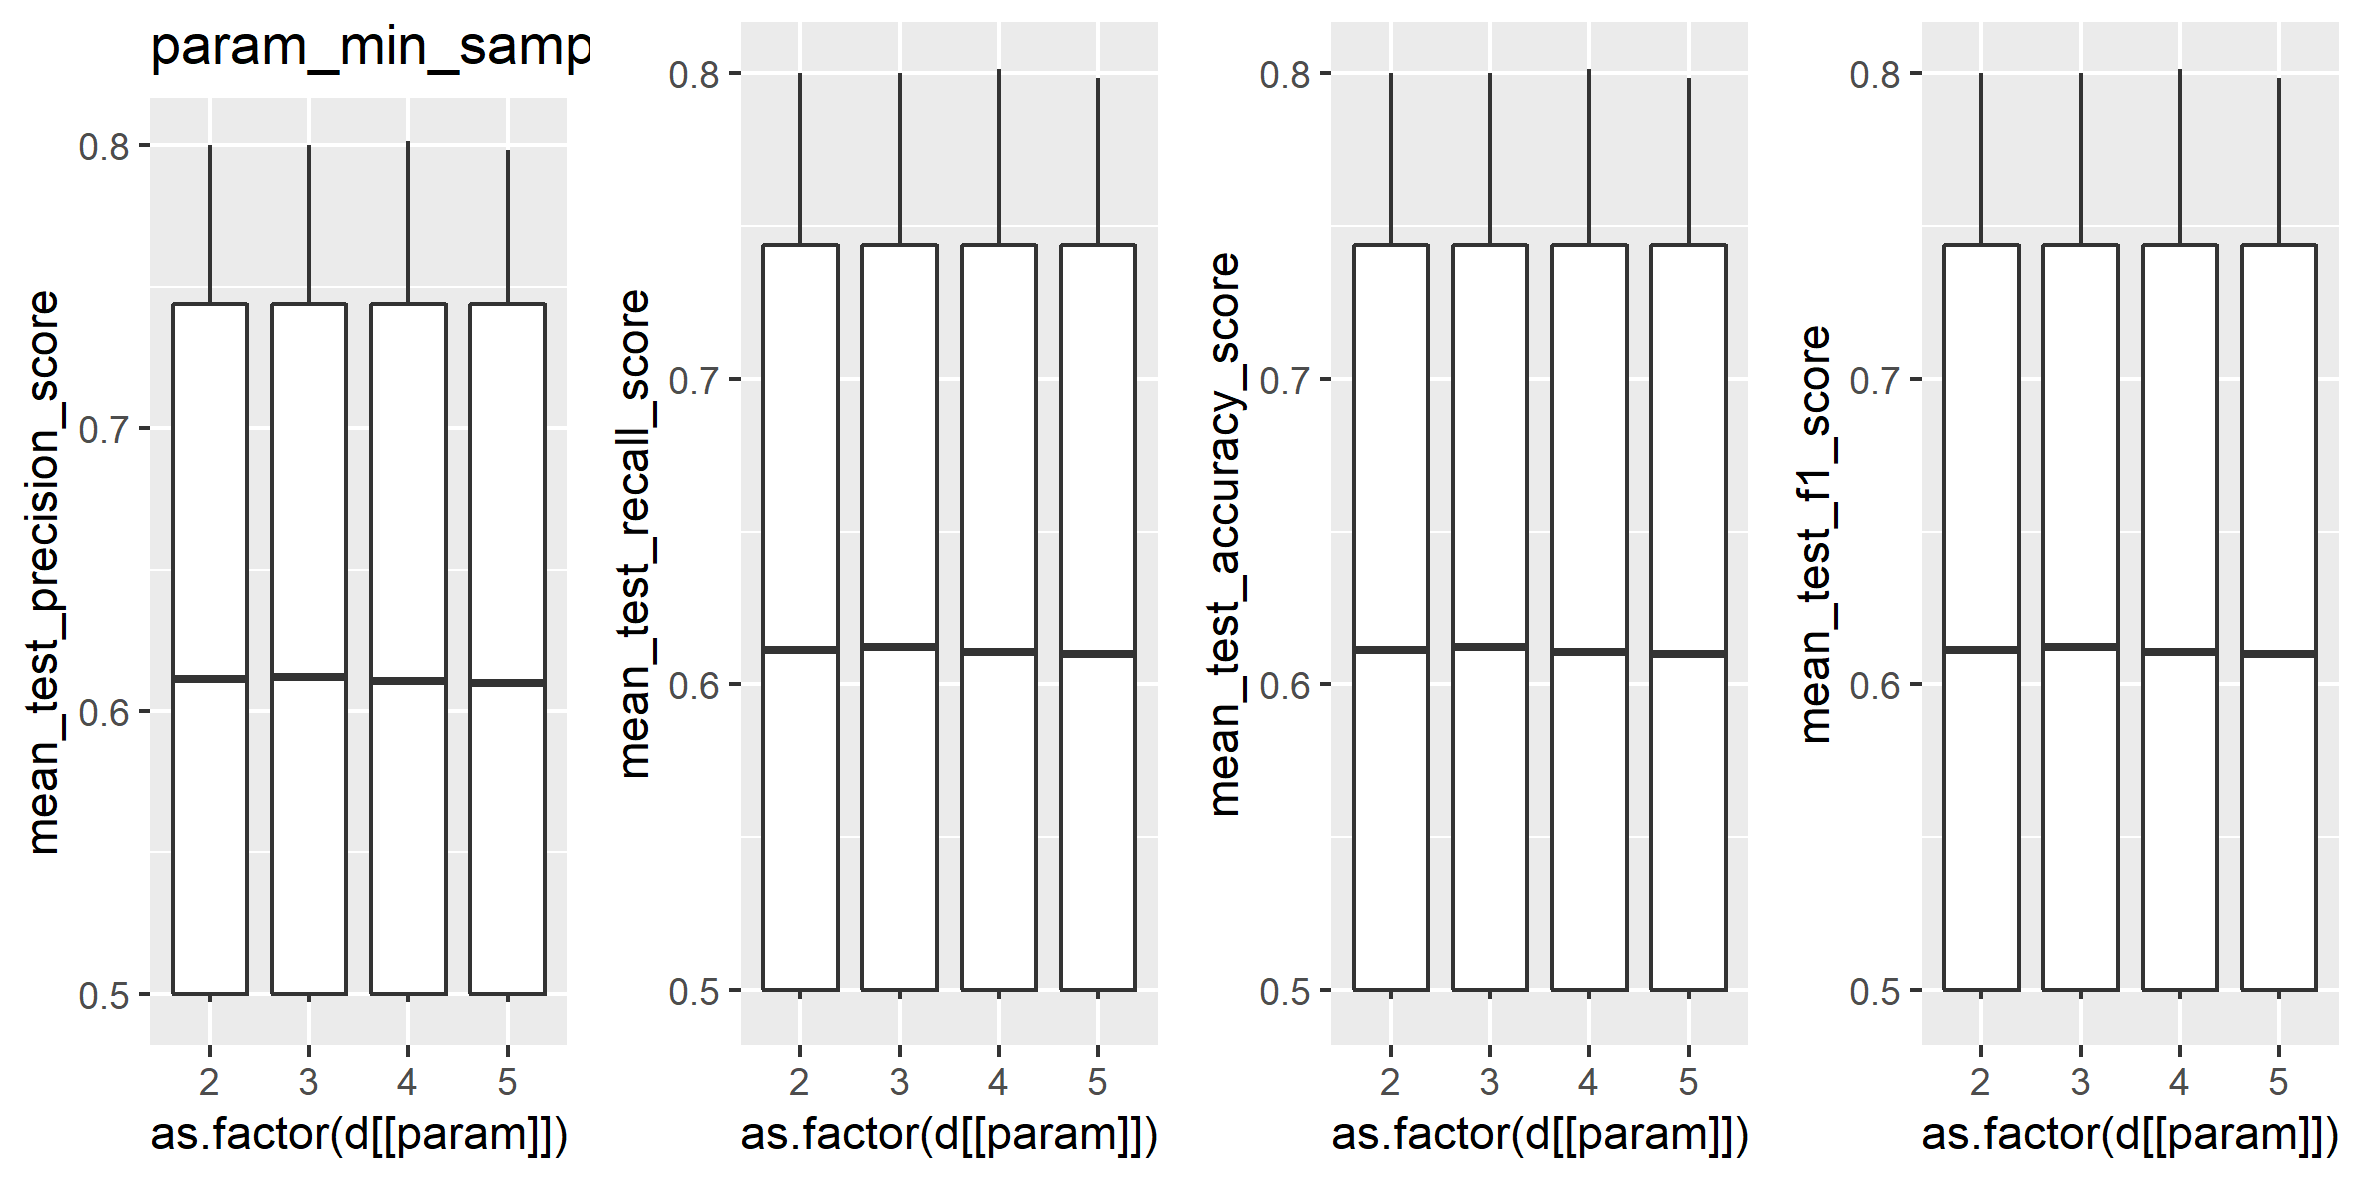 param_min_samp
mean_test_precision_score
0.8
0.7
0.6
0.5
2 3 4 5
as.factor(d[[param]])
mean_test_recall_score
0.8
0.7
0.6
0.5
2 3 4 5
as.factor(d[[param]])
mean_test_accuracy_score
0.8
0.7
0.6
0.5
2 3 4 5
as.factor(d[[param]])
mean_test_f1_score
0.8
0.7
0.6
0.5
2 3 4 5
as.factor(d[[param]])